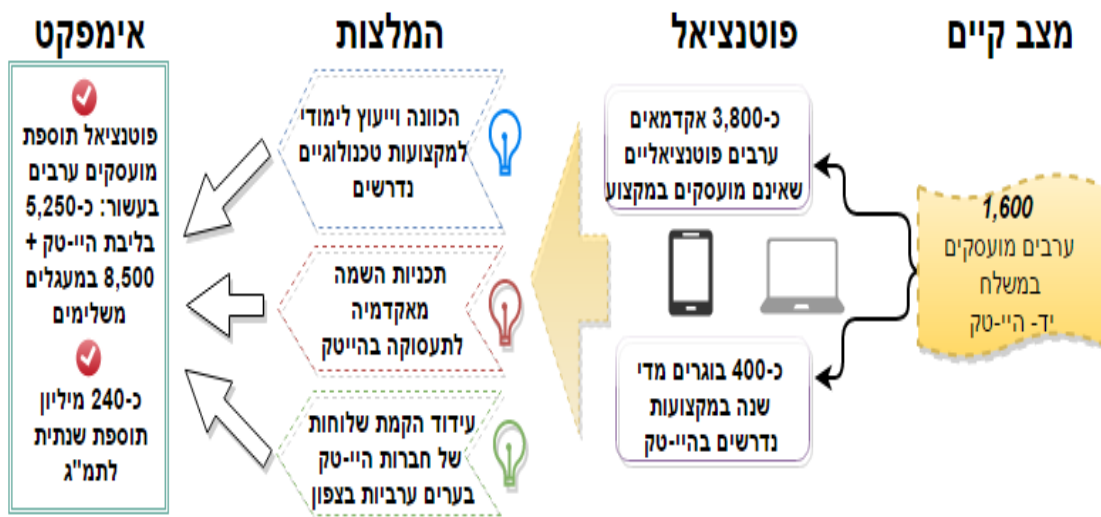 מצב קיים
פוטנציאל
המלצות
אימפקט
1,600
ערבים מועסקים
במשלח
יד- היי-טק
כ-3,800 אקדמאים
ערבים פוטנציאליים
שאינם מועסקים במקצוע
כ-400 בוגרים מדי
שנה במקצועות
נדרשים בהיי-טק
הכוונה וייעוץ לימודי
למקצועות טכנולוגיים
נדרשים
תכניות השמה
מאקדמיה
לתעסוקה בהייטק
עידוד הקמת שלוחות
של חברות היי-טק
בערים ערביות בצפון
פוטנציאל תוספת
מועסקים ערבים
בעשור: כ-5,250
בליבת היי-טק +
8,500 במעגלים
משלימים
כ-240 מיליון
תוספת שנתית
לתמ"ג